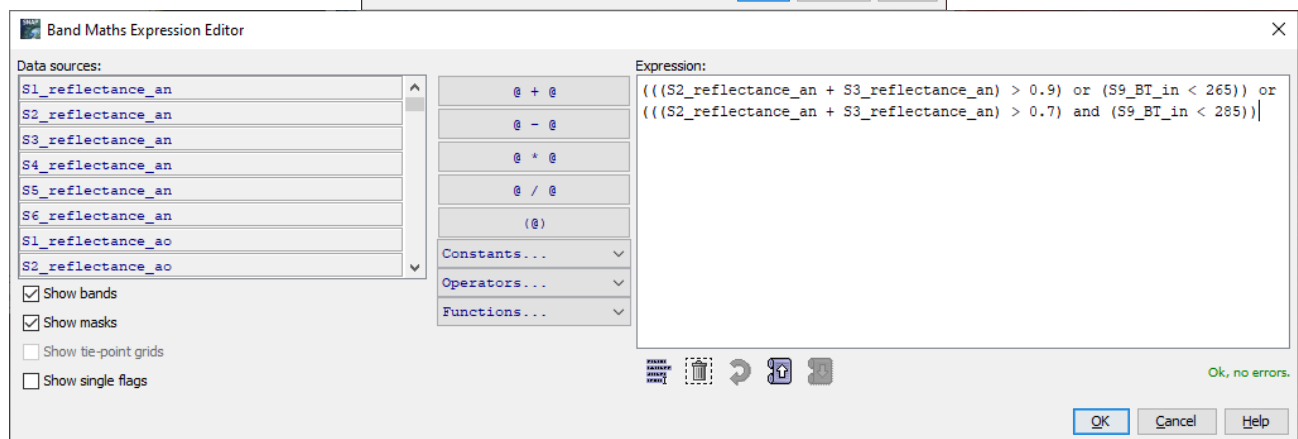 SNAP
Band Maths Expression Editor
Data sources:
S1_reflectance_an
S2_reflectance_an
S3_reflectance_an
S4_reflectance_an
S5_reflectance_an
S6_reflectance_an
S1_reflectance_ao
S2_reflectance_ao
Show bands
Show masks
Show tie-point grids
Show single flags
@ + @
@ - @
@ * @
@ / @
(@)
Constants...
Operators...
Functions...
Expression:
(((S2_reflectance_an + S3_reflectance_an) > 0.9) or (S9_BT_in < 265)) or
(((S2_reflectance_an + S3_reflectance_an) > 0.7) and (S9_BT_in < 285))
Ok, no errors.
OK
Cancel
Help